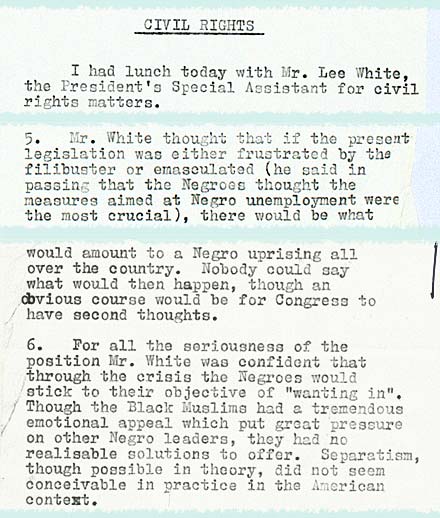 CIVIL RIGHTS
I had lunch today with Mr. Lee White,
the President's Special Assistant for civil
rights matters.
5. Mr. White thought that if the present
legislation was either frustrated by the
filibuster or emasculated (he said in
passing that the Negroes thought the
measures aimed at Negro unemployment were
the most crucial), there would be what
would amount to a Negro uprising all
over the country. Nobody could say
what would then happen, though an
obvious course would be for Congress to
have second thoughts.
6. For all the seriousness of the
position Mr. White was confident that
through the crisis the Negroes would
stick to their objective of "wanting in".
Though the Black Muslims had a tremendous
emotional appeal which put great pressure
on other Negro leaders, they had no
realisable solutions to offer. Separatism,
though possible in theory, did not seem
conceivable in practice in the American
context.